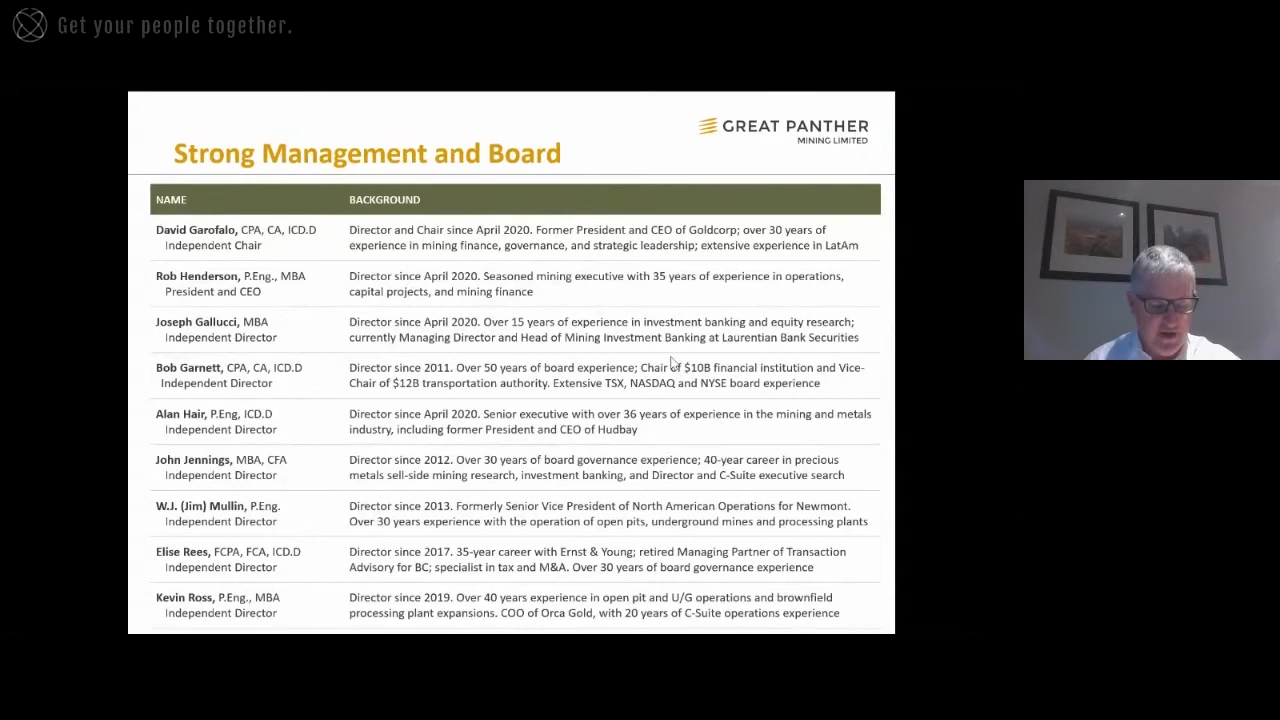 Get your people together.
GREAT PANTHER
MINING LIMITED
Strong Management and Board
NAME BACKGROUND
David Garofalo, CPA, CA, ICD.D Director and Chair since April 2020. Former President and CEO of Goldcorp; over 30 years of
Independent Chair experience in mining finance, governance, and strategic leadership; extensive experience in LatAm
Rob Henderson, P.Eng., MBA Director since April 2020. Seasoned mining executive with 35 years of experience in operations,
President and CEO capital projects, and mining finance
Joseph Gallucci, MBA Director since April 2020. Over 15 years of experience in investment banking and equity research;
Independent Director currently Managing Director and Head of Mining Investment Banking at Laurentian Bank Securities
Bob Garnett, CPA, CA, ICD.D Director since 2011. Over 50 years of board experience; Chair of $10B financial institution and Vice-
Independent Director Chair of $12B transportation authority. Extensive TSX, NASDAQ and NYSE board experience
Alan Hair, P.Eng, ICD.D Director since April 2020. Senior executive with over 36 years of experience in the mining and metals
Independent Director industry, including former President and CEO of Hudbay
John Jennings, MBA, CFA Director since 2012. Over 30 years of board governance experience; 40-year career in precious
Independent Director metals sell-side mining research, investment banking, and Director and C-Suite executive search
W.J. (Jim) Mullin, P.Eng. Director since 2013. Formerly Senior Vice President of North American Operations for Newmont.
Independent Director Over 30 years experience with the operation of open pits, underground mines and processing plants
Elise Rees, FCPA, FCA, ICD.D Director since 2017. 35-year career with Ernst & Young; retired Managing Partner of Transaction
Independent Director Advisory for BC; specialist in tax and M&A. Over 30 years of board governance experience
Kevin Ross, P.Eng., MBA Director since 2019. Over 40 years experience in open pit and U/G operations and brownfield
Independent Director processing plant expansions. COO of Orca Gold, with 20 years of C-Suite operations experience